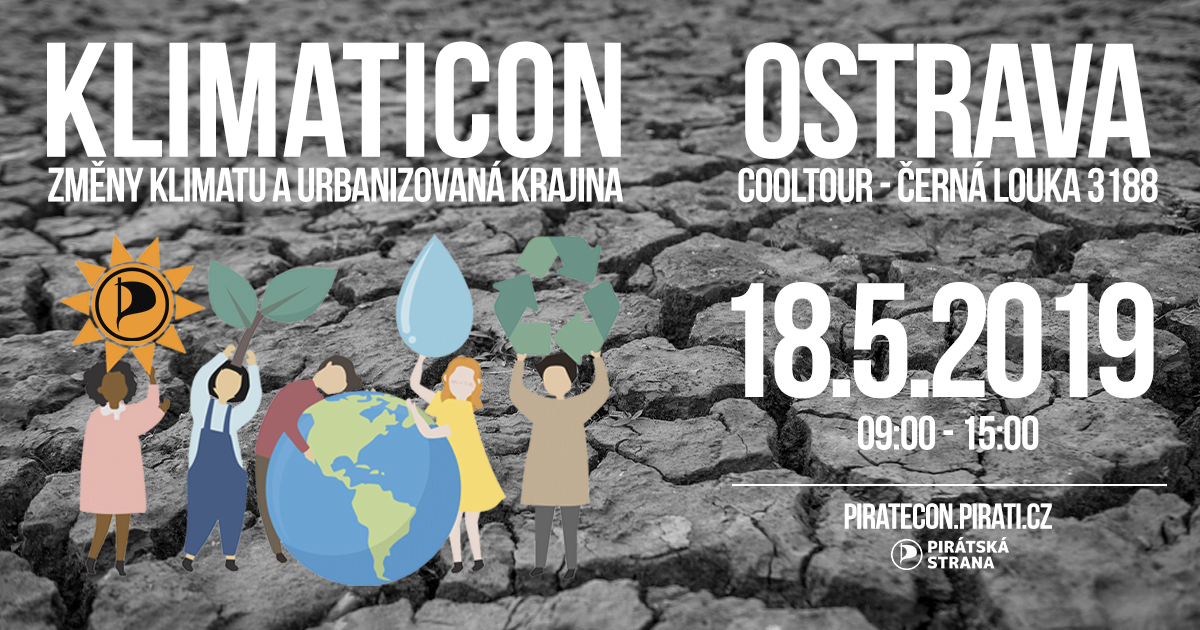 KLIMATICON
ZMĚNY KLIMATU A URBANIZOVANÁ KRAJINA
OSTRAVA
COOLTOUR - ČERNÁ LOUKA 3188
18.5.2019
09:00 - 15:00
PIRATECON.PIRATI.CZ
PIRÁTSKÁ
STRANA